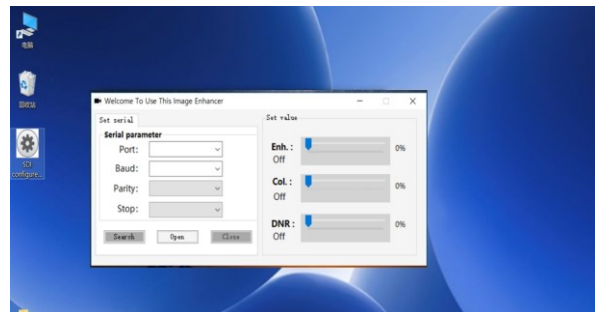 电脑
回收站
SDI
configure...
Welcome To Use This Image Enhancer
Set serial
Serial parameter
Port:
Baud:
Parity:
Stop:
Search
Open
Close
Set value
Enh. :
Off
0%
Col. :
Off
0%
DNR :
Off
0%